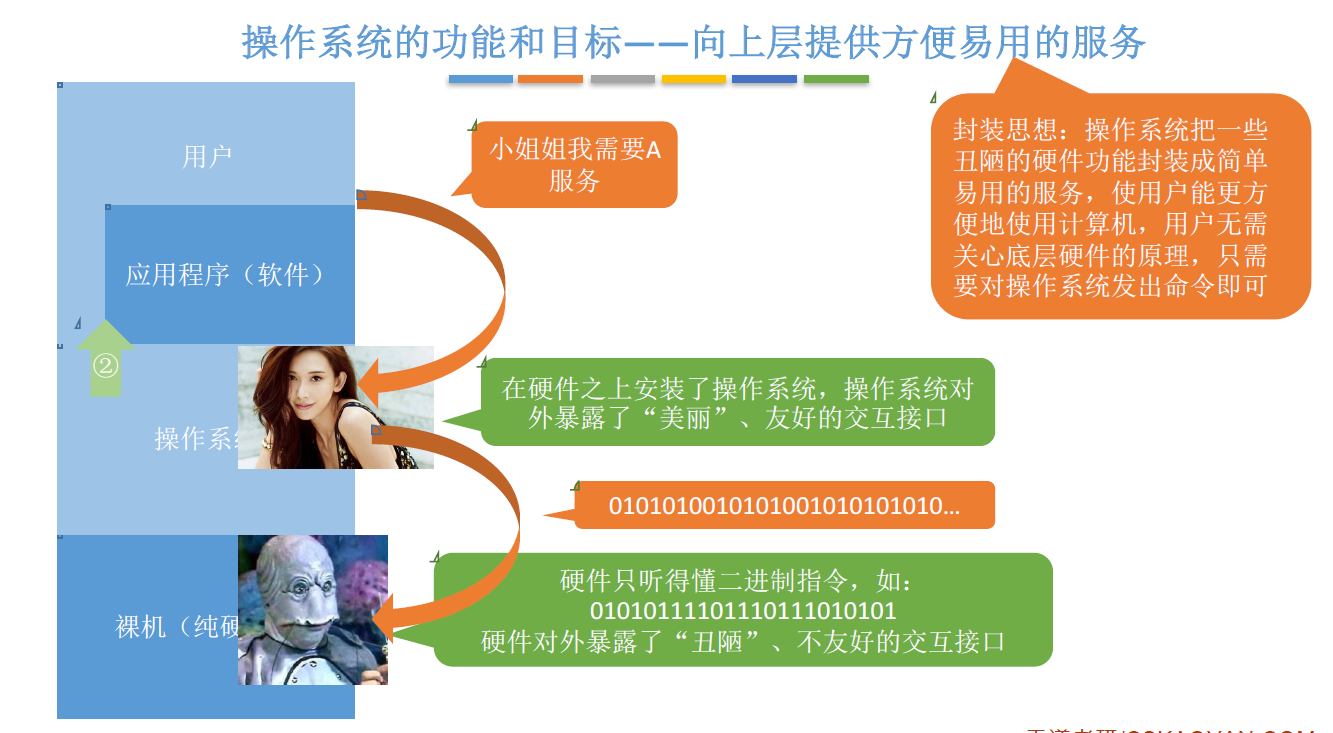 操作系统的功能和目标——向上层提供方便易用的服务
用户
小姐姐我需要A
服务
封装思想：操作系统把一些
丑陋的硬件功能封装成简单
易用的服务，使用户能更方
便地使用计算机，用户无需
关心底层硬件的原理，只需
要对操作系统发出命令即可
应用程序（软件）
②
在硬件之上安装了操作系统，操作系统对
外暴露了“美丽”、友好的交互接口
操作系
0101010010101001010101010…
硬件只听得懂二进制指令，如：
01010111101110111010101
硬件对外暴露了“丑陋”、不友好的交互接口
裸机（纯硬